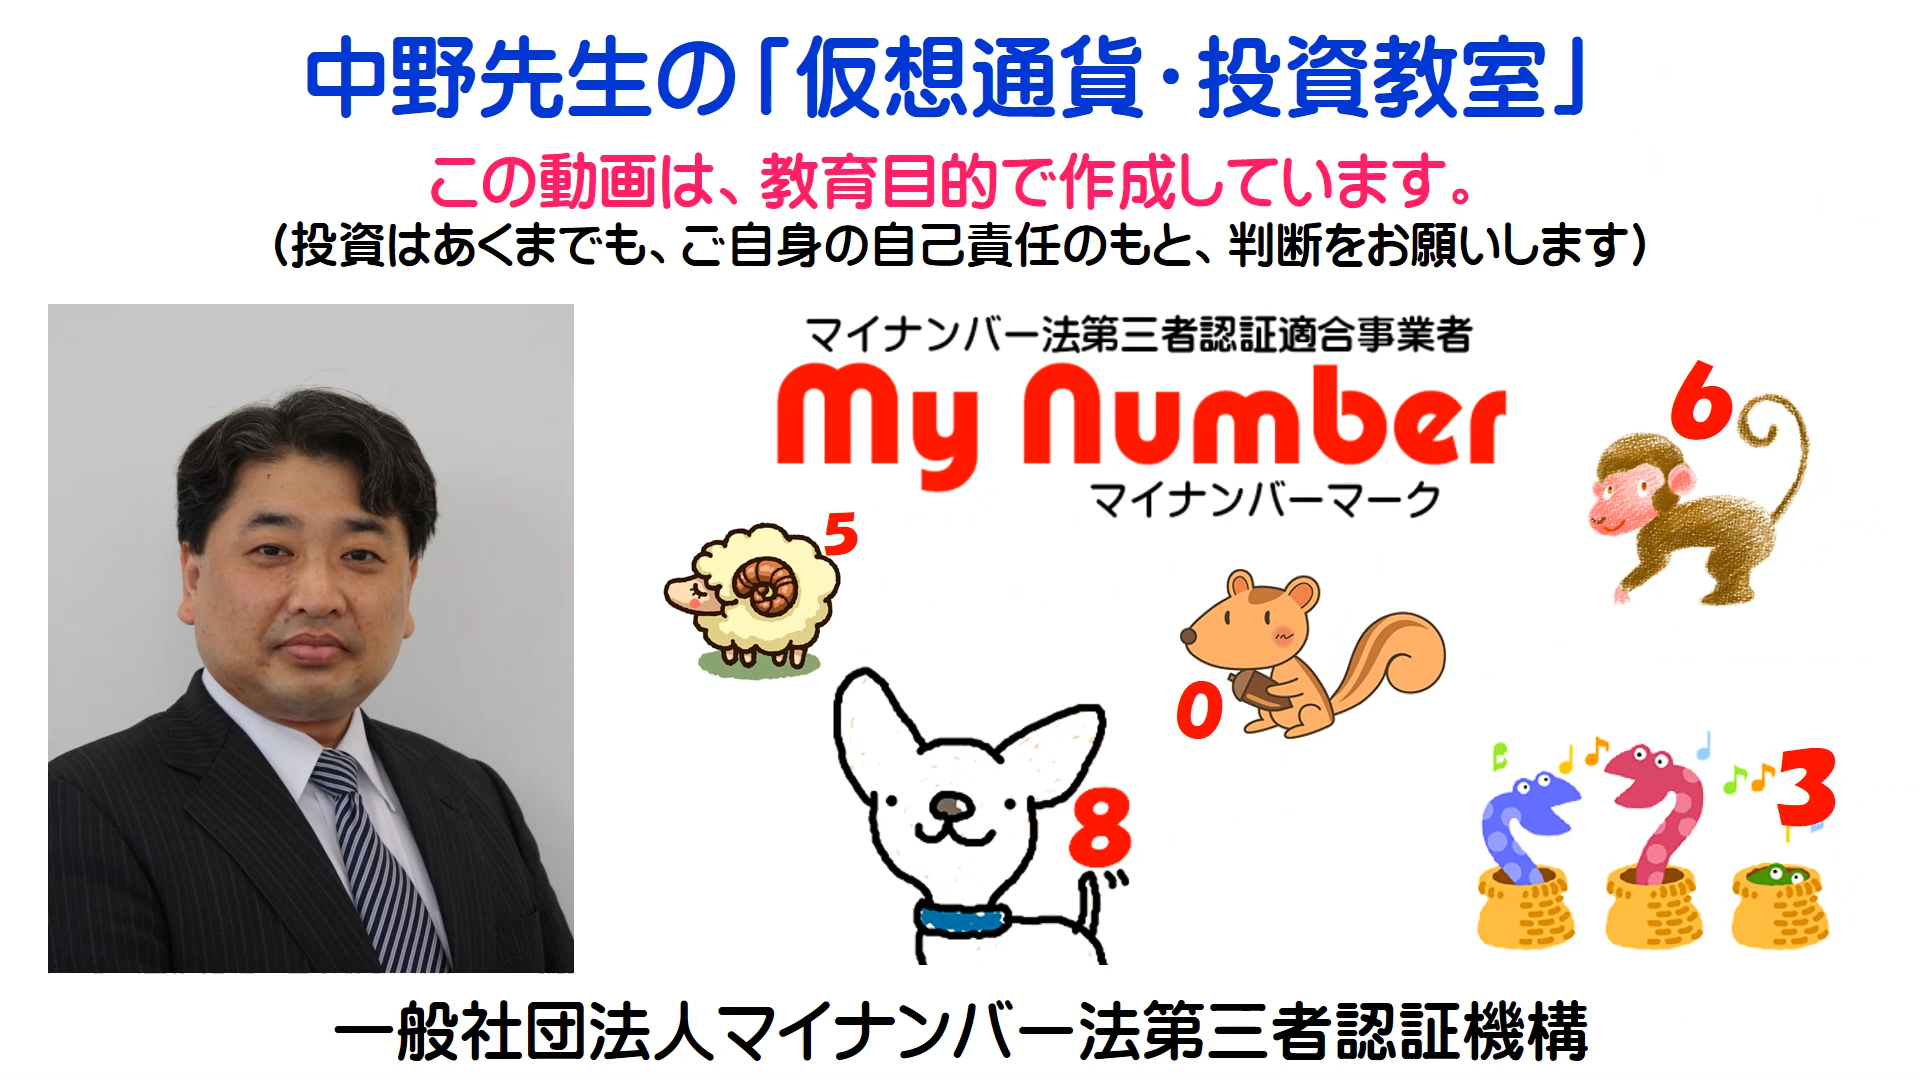 中野先生の「仮想通貨・投資教室」
この動画は、教育目的で作成しています。
（投資はあくまでも、ご自身の自己責任のもと、判断をお願いします）
マイナンバー法第三者認証適合事業者
My Number
マイナンバーマーク
6
5
0
3
8
一般社団法人マイナンバー法第三者認証機構